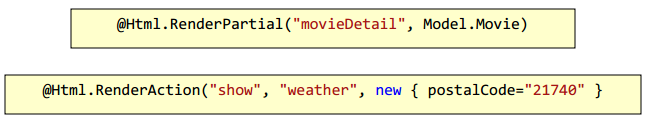 @Html.RenderPartial("movieDetail", Model.Movie)
@Html.RenderAction("show", "weather", new { postalCode="21740" }